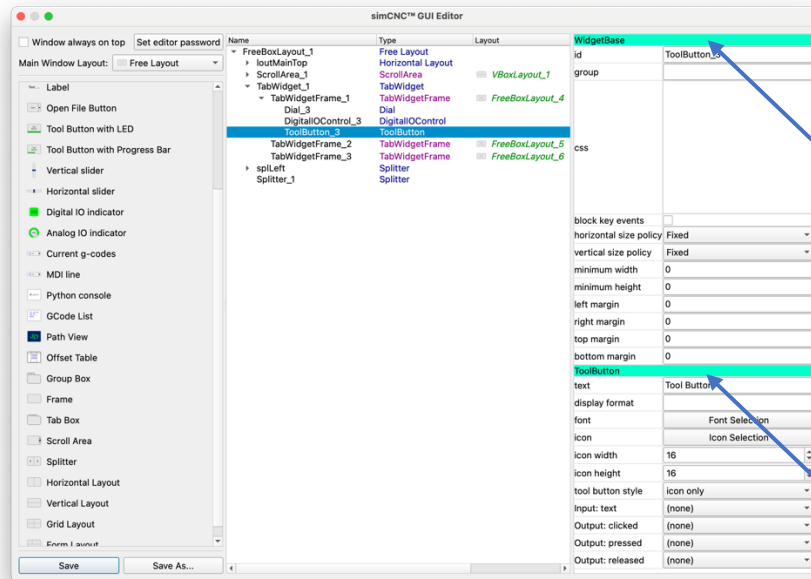 simCNC™ GUI Editor
Window always on top Set editor password
Main Window Layout: Free Layout
Label
Open File Button
Tool Button with LED
Tool Button with Progress Bar
Vertical slider
Horizontal slider
Digital IO indicator
Analog IO indicator
Current g-codes
MDI line
Python console
GCode List
Path View
Offset Table
Group Box
Frame
Tab Box
Scroll Area
Splitter
Horizontal Layout
Vertical Layout
Grid Layout
Form Layout
Save Save As...
Name Type Layout
FreeBoxLayout_1 Free Layout
loutMainTop Horizontal Layout
ScrollArea_1 ScrollArea VBoxLayout_1
TabWidget_1 TabWidget
TabWidgetFrame_1 TabWidgetFrame FreeBoxLayout_4
Dial_3 Dial
DigitalIOControl_3 DigitalIOControl
ToolButton_3 ToolButton
TabWidgetFrame_2 TabWidgetFrame FreeBoxLayout_5
TabWidgetFrame_3 TabWidgetFrame FreeBoxLayout_6
splLeft Splitter
Splitter_1 Splitter
WidgetBase
id ToolButton_3
group
css
block key events
horizontal size policy Fixed
vertical size policy Fixed
minimum width 0
minimum height 0
left margin 0
right margin 0
top margin 0
bottom margin 0
ToolButton
text Tool Button
display format
font Font Selection
icon Icon Selection
icon width 16
icon height 16
tool button style icon only
Input: text (none)
Output: clicked (none)
Output: pressed (none)
Output: released (none)